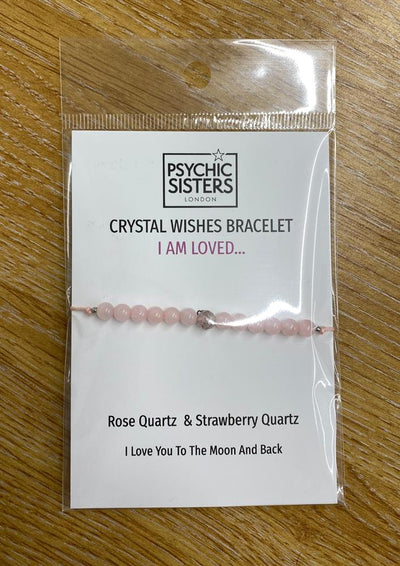 PSYCHIC
SISTERS
LONDON
CRYSTAL WISHES BRACELET
I AM LOVED...
Rose Quartz & Strawberry Quartz
I Love You To The Moon And Back